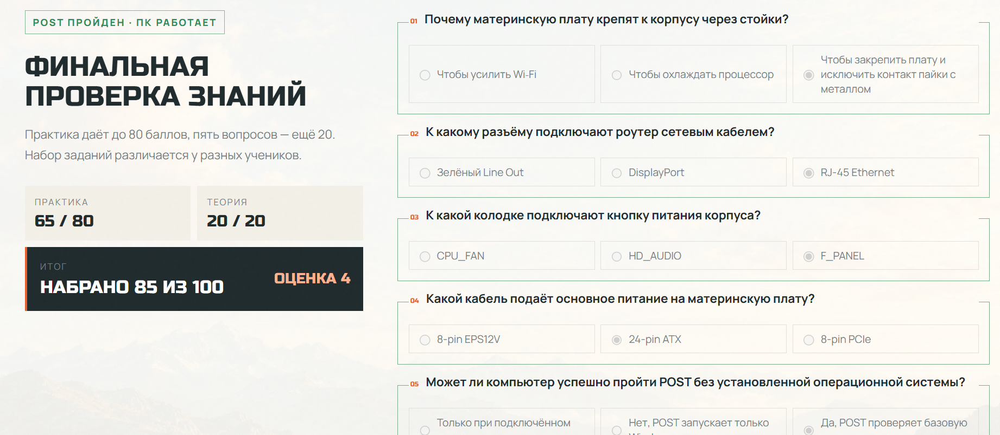 POST ПРОЙДЕН · ПК РАБОТАЕТ
ФИНАЛЬНАЯ
ПРОВЕРКА ЗНАНИЙ
Практика даёт до 80 баллов, пять вопросов — ещё 20.
Набор заданий различается у разных учеников.
ПРАКТИКА
65 / 80
ТЕОРИЯ
20 / 20
ИТОГ
НАБРАНО 85 ИЗ 100
ОЦЕНКА 4
01 Почему материнскую плату крепят к корпусу через стойки?
Чтобы усилить Wi-Fi
Чтобы охлаждать процессор
Чтобы закрепить плату и
исключить контакт пайки с
металлом
02 К какому разъёму подключают роутер сетевым кабелем?
Зелёный Line Out
DisplayPort
RJ-45 Ethernet
03 К какой колодке подключают кнопку питания корпуса?
CPU_FAN
HD_AUDIO
F_PANEL
04 Какой кабель подаёт основное питание на материнскую плату?
8-pin EPS12V
24-pin ATX
8-pin PCIe
05 Может ли компьютер успешно пройти POST без установленной операционной системы?
Только при подключённом
Нет, POST запускает только
Да, POST проверяет базовую